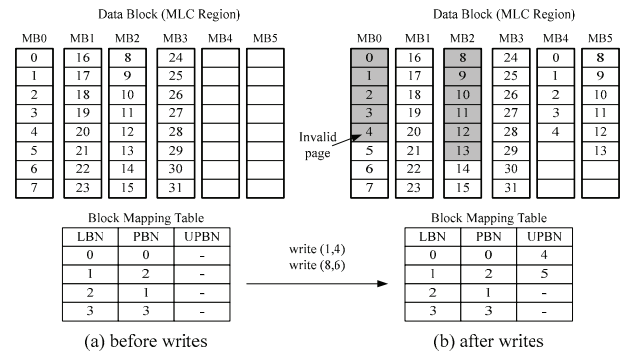 Data Block (MLC Region)
MB0 MB1 MB2 MB3 MB4 MB5
0 16 8 24
1 17 9 25
2 18 10 26
3 19 11 27
4 20 12 28
5 21 13 29
6 22 14 30
7 23 15 31
Block Mapping Table
LBN PBN UPBN
0 0 -
1 2 -
2 1 -
3 3 -
(a) before writes
write (1,4)
write (8,6)
Data Block (MLC Region)
MB0 MB1 MB2 MB3 MB4 MB5
0 16 8 24 0 8
1 17 9 25 1 9
2 18 10 26 2 10
3 19 11 27 3 11
4 20 12 28 4 12
5 21 13 29 13
6 22 14 30
7 23 15 31
Invalid
page
Block Mapping Table
LBN PBN UPBN
0 0 4
1 2 5
2 1 -
3 3 -
(b) after writes